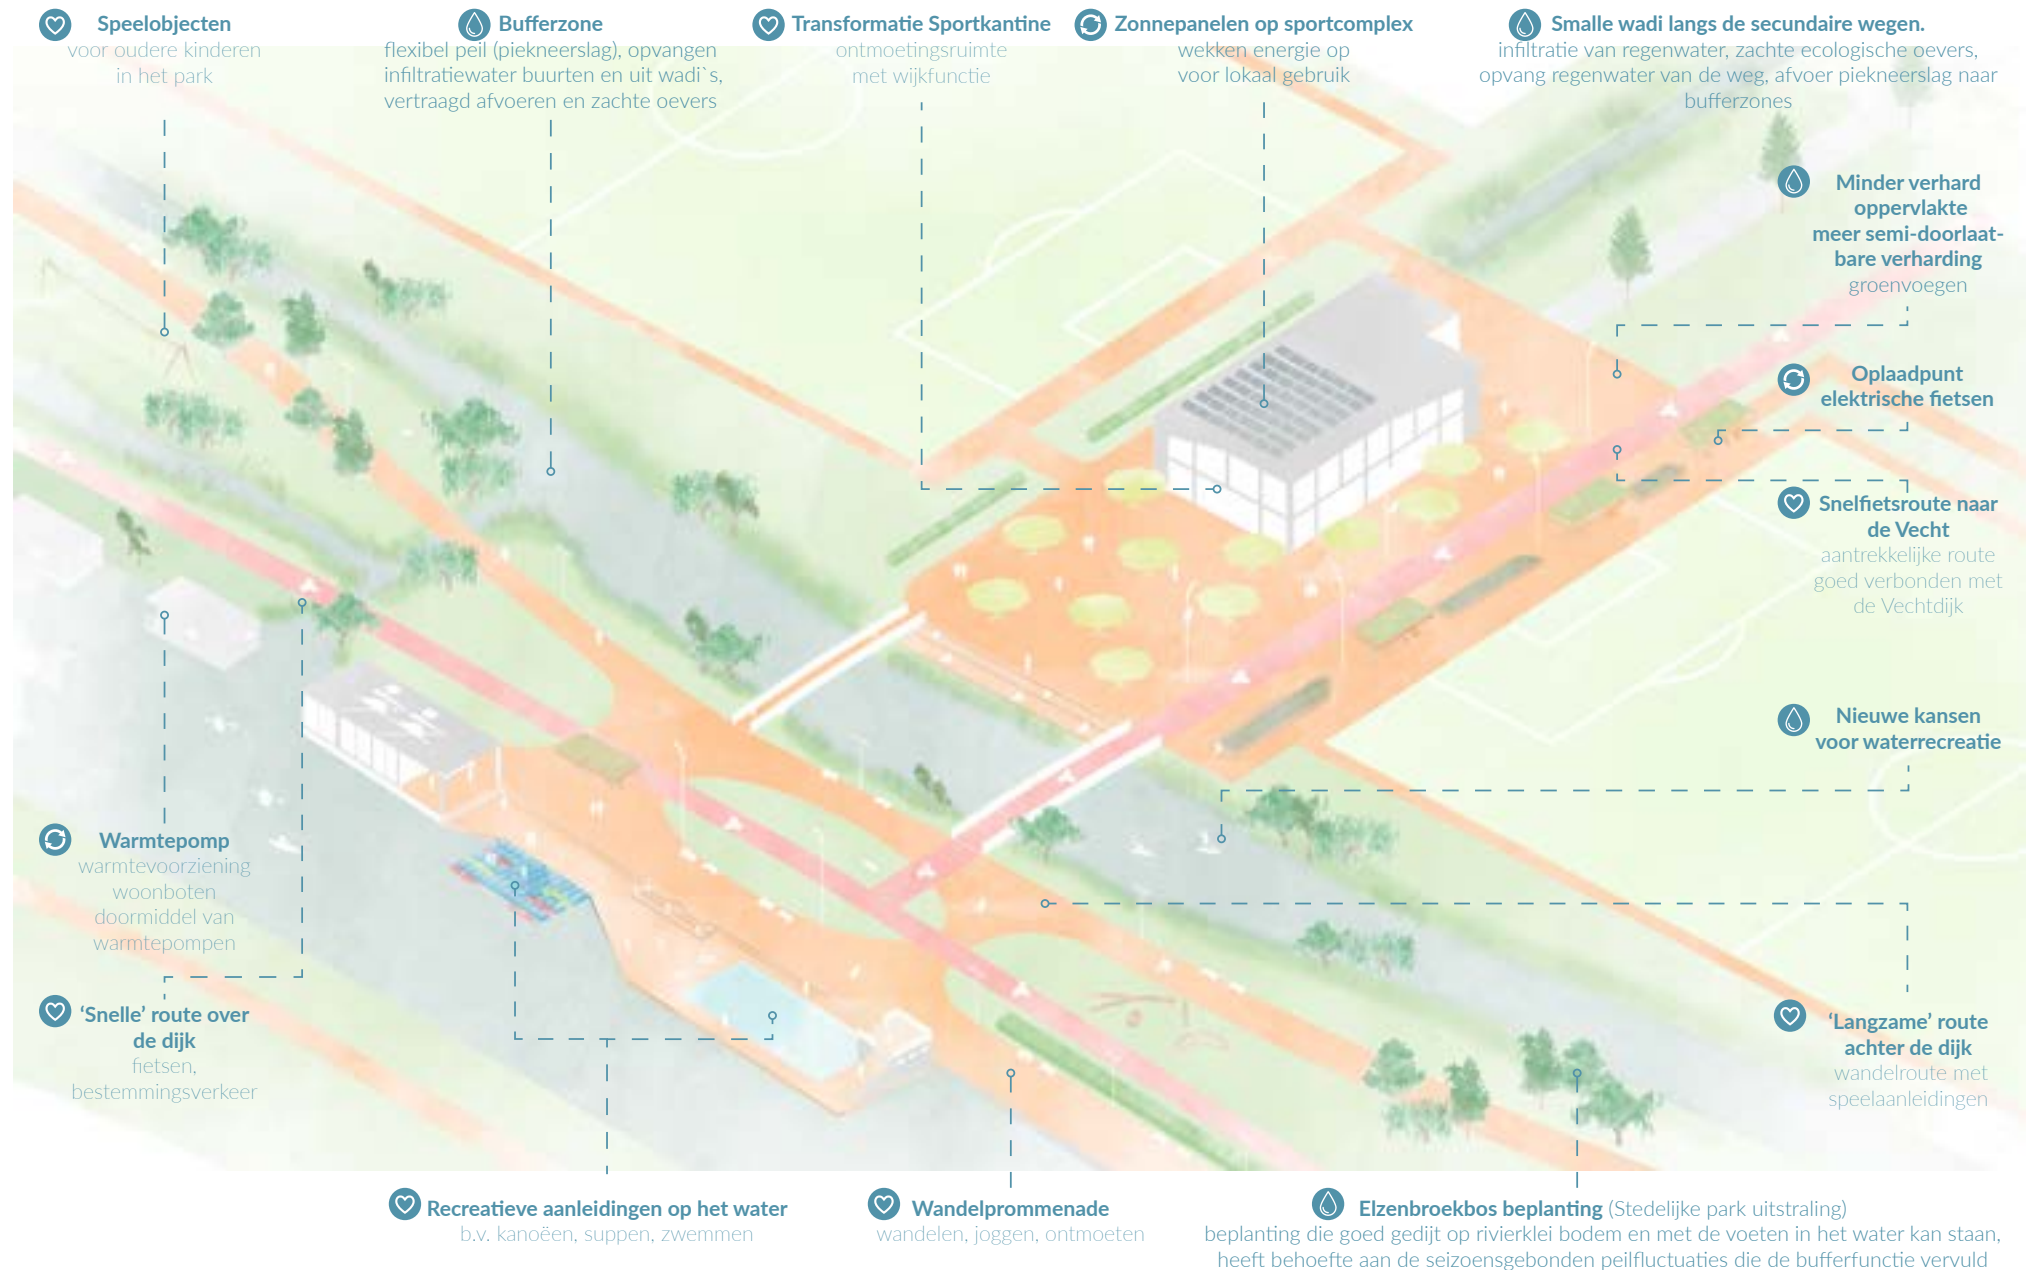 Speelobjecten
voor oudere kinderen
in het park
Bufferzone
flexibel peil (piekneerslag), opvangen
infiltratiewater buurten en uit wadi`s,
vertraagd afvoeren en zachte oevers
Transformatie Sportkantine
ontmoetingsruimte
met wijkfunctie
Zonnepanelen op sportcomplex
wekken energie op
voor lokaal gebruik
Smalle wadi langs de secundaire wegen.
infiltratie van regenwater, zachte ecologische oevers,
opvang regenwater van de weg, afvoer piekneerslag naar
bufferzones
Minder verhard
oppervlakte
meer semi-doorlaat-
bare verharding
groenvoegen
Oplaadpunt
elektrische fietsen
Snelfietsroute naar
de Vecht
aantrekkelijke route
goed verbonden met
de Vechtdijk
Nieuwe kansen
voor waterrecreatie
Warmtepomp
warmtevoorziening
woonboten
doormiddel van
warmtepompen
‘Snelle’ route over
de dijk
fietsen,
bestemmingsverkeer
‘Langzame’ route
achter de dijk
wandelroute met
speelaanleidingen
Recreatieve aanleidingen op het water
b.v. kanoëen, suppen, zwemmen
Wandelprommenade
wandelen, joggen, ontmoeten
Elzenbroekbos beplanting (Stedelijke park uitstraling)
beplanting die goed gedijt op rivierklei bodem en met de voeten in het water kan staan,
heeft behoefte aan de seizoensgebonden peilfluctuaties die de bufferfunctie vervuld